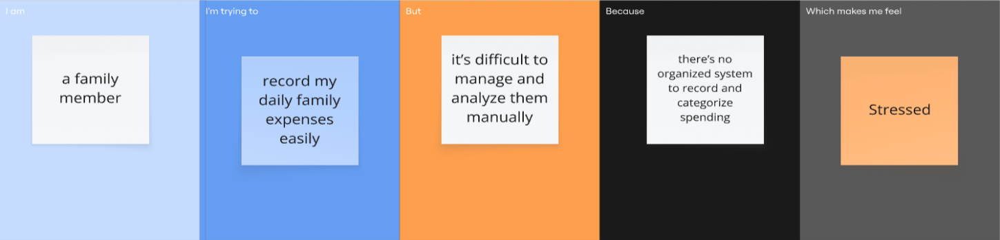 I am
a family
member
I'm trying to
record my
daily family
expenses
easily
But
it's difficult to
manage and
analyze them
manually
Because
there's no
organized system
to record and
categorize
spending
Which makes me feel
Stressed